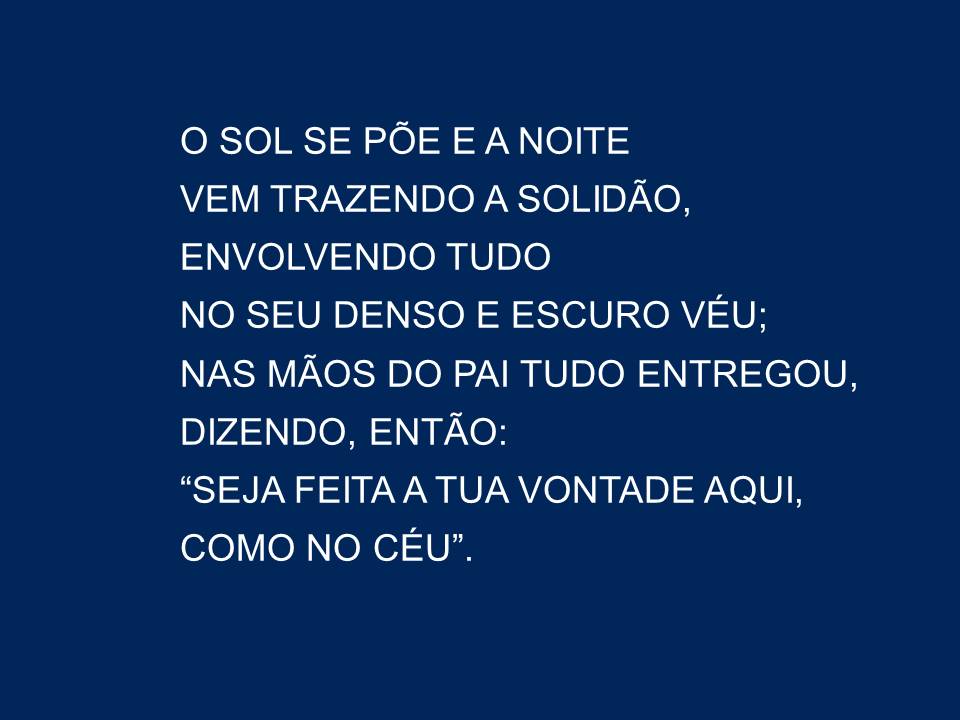 O SOL SE PÕE E A NOITE
VEM TRAZENDO A SOLIDÃO,
ENVOLVENDO TUDO
NO SEU DENSO E ESCURO VÉU;
NAS MÃOS DO PAI TUDO ENTREGOU,
DIZENDO, ENTÃO:
“SEJA FEITA A TUA VONTADE AQUI,
COMO NO CÉU”.